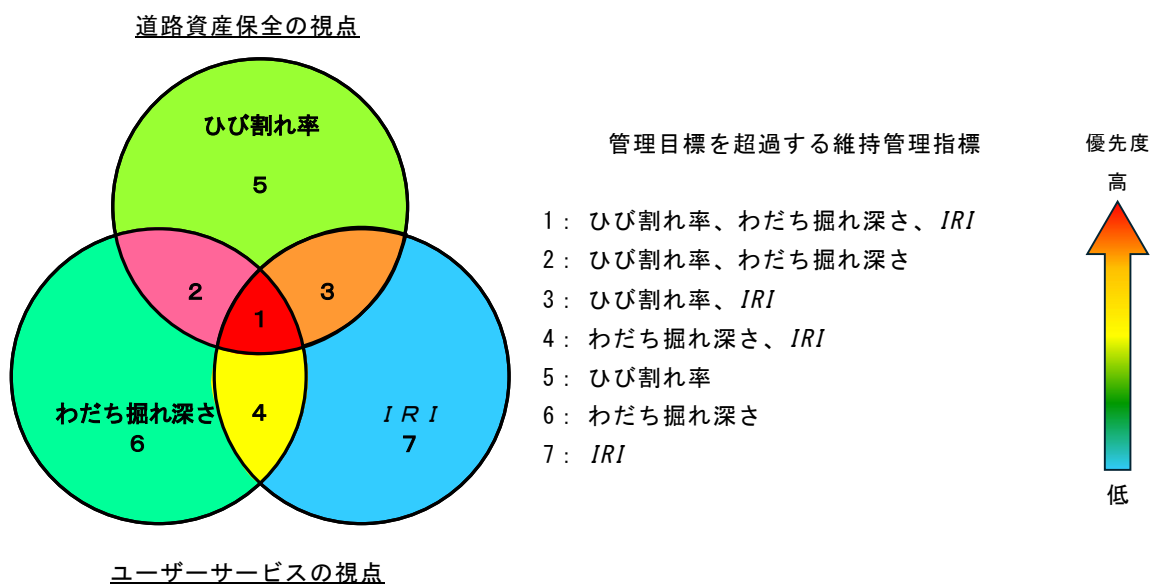 道路資産保全の視点
ひび割れ率
5
2
3
1
わだち掘れ深さ
6
4
IRI
7
ユーザーサービスの視点
管理目標を超過する維持管理指標
1： ひび割れ率、わだち掘れ深さ、IRI
2： ひび割れ率、わだち掘れ深さ
3： ひび割れ率、IRI
4： わだち掘れ深さ、IRI
5： ひび割れ率
6： わだち掘れ深さ
7： IRI
優先度
高
低